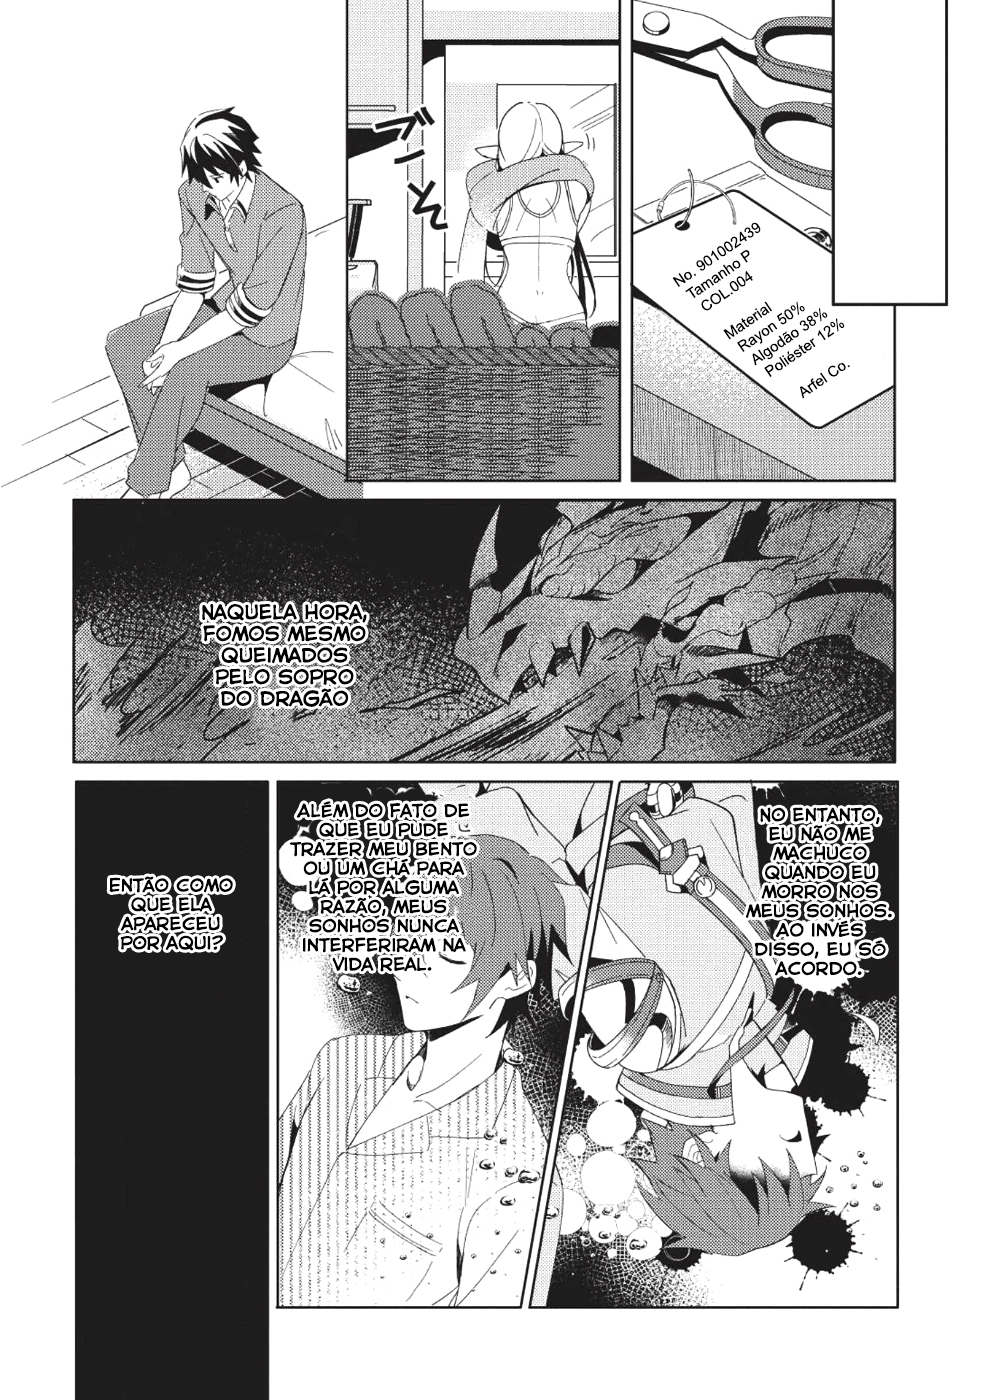 No. 901002439
Tamanho P
COL.004
Material
Rayon 50%
Algodão 38%
Poliéster 12%
Arfel Co.
ズーン
NAQUELA HORA,
FOMOS MESMO
QUEIMADOS
PELO SOPRO
DO DRAGÃO
NO ENTANTO,
EU NÃO ME
MACHUCO
QUANDO EU
MORRO NOS
MEUS SONHOS.
AO INVÉS
DISSO, EU SÓ
ACORDO.
ALÉM DO FATO DE
QUE EU PUDE
TRAZER MEU BENTO
OU UM CHÁ PARA
LÁ POR ALGUMA
RAZÃO, MEUS
SONHOS NUNCA
INTERFERIRAM NA
VIDA REAL.
ENTÃO COMO
QUE ELA
APARECEU
POR AQUI?